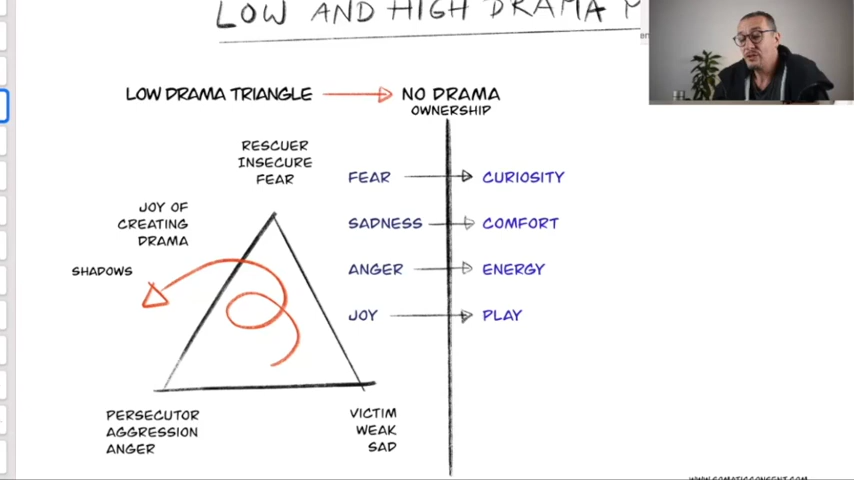 LOW AND HIGH DRAMA
LOW DRAMA TRIANGLE
NO DRAMA
OWNERSHIP
RESCUER
INSECURE
FEAR
JOY OF
CREATING
DRAMA
SHADOWS
PERSECUTOR
AGGRESSION
ANGER
VICTIM
WEAK
SAD
FEAR
CURIOSITY
SADNESS
COMFORT
ANGER
ENERGY
JOY
PLAY